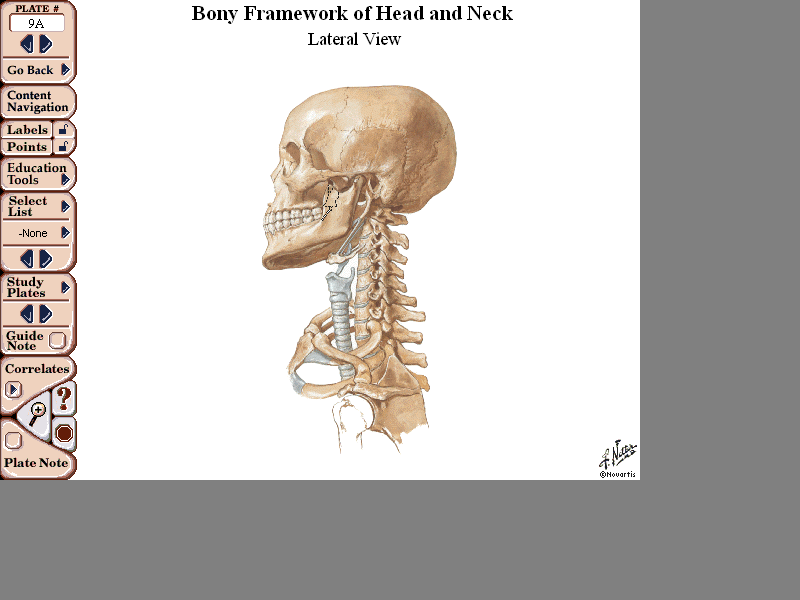 PLATE #
9A
Go Back
Content
Navigation
Labels
Points
Education
Tools
Select
List
-None
Study
Plates
Guide
Note
Correlates
?
Plate Note
Bony Framework of Head and Neck
Lateral View
F. Netter
©Novartis